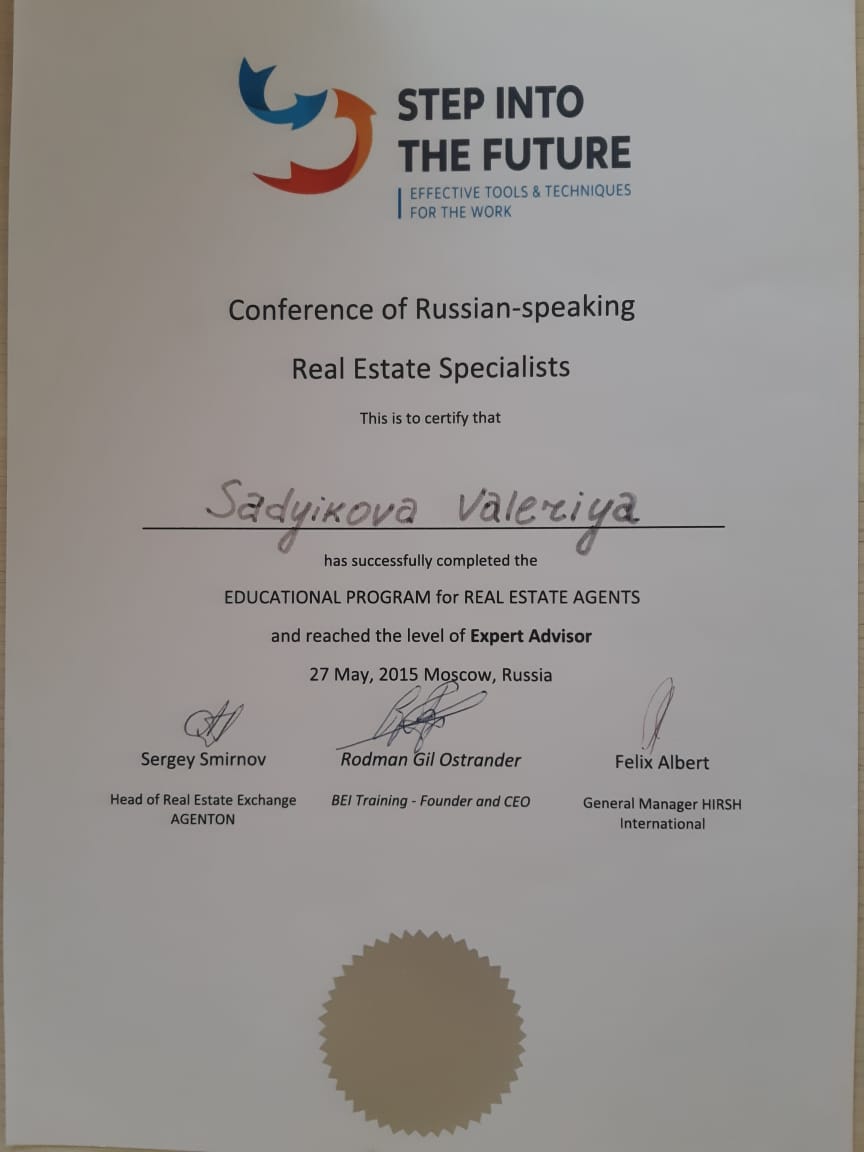 STEP INTO
THE FUTURE
EFFECTIVE TOOLS & TECHNIQUES
FOR THE WORK
Conference of Russian-speaking
Real Estate Specialists
This is to certify that
Sadyikova Valeriya
has successfully completed the
EDUCATIONAL PROGRAM for REAL ESTATE AGENTS
and reached the level of Expert Advisor
27 May, 2015 Moscow, Russia
Sergey Smirnov
Rodman Gil Ostrander
Felix Albert
Head of Real Estate Exchange
AGENTON
BEI Training - Founder and CEO
General Manager HIRSH
International